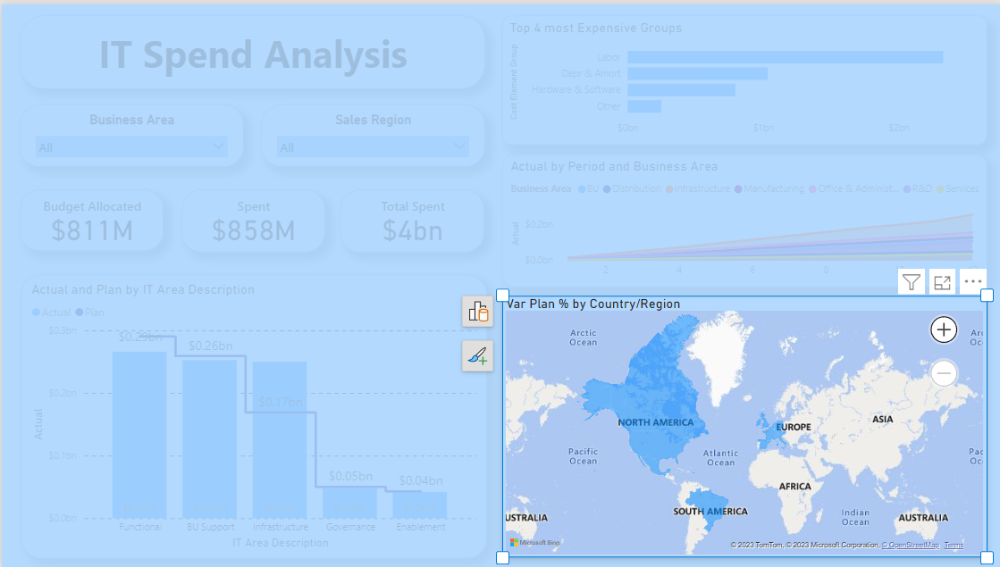 IT Spend Analysis
Business Area
All
Sales Region
All
Budget Allocated
$811M
Spent
$858M
Total Spent
$4bn
Actual and Plan by IT Area Description
Actual Plan
Actual
$0.3bn
$0.2bn
$0.1bn
$0.0bn
$0.29bn
$0.26bn
$0.17bn
$0.05bn
$0.04bn
Functional
BU Support
Infrastructure
Governance
Enablement
IT Area Description
Top 4 most Expensive Groups
Cost Element Group
Labor
Depr & Amort
Hardware & Software
Other
$0bn $1bn $2bn
Actual by Period and Business Area
Business Area BU Distribution Infrastructure Manufacturing Office & Administ... R&D Services
Actual
$0.2bn
$0.0bn
2 4 6 8
Var Plan % by Country/Region
Arctic
Ocean
Arc
Oc
NORTH AMERICA
EUROPE
ASIA
Pacific
Ocean
Atlantic
Ocean
Pac
Oc
AFRICA
SOUTH AMERICA
Indian
Ocean
USTRALIA
AUSTRALIA
Microsoft Bing
© 2023 TomTom, © 2023 Microsoft Corporation, © OpenStreetMap Terms